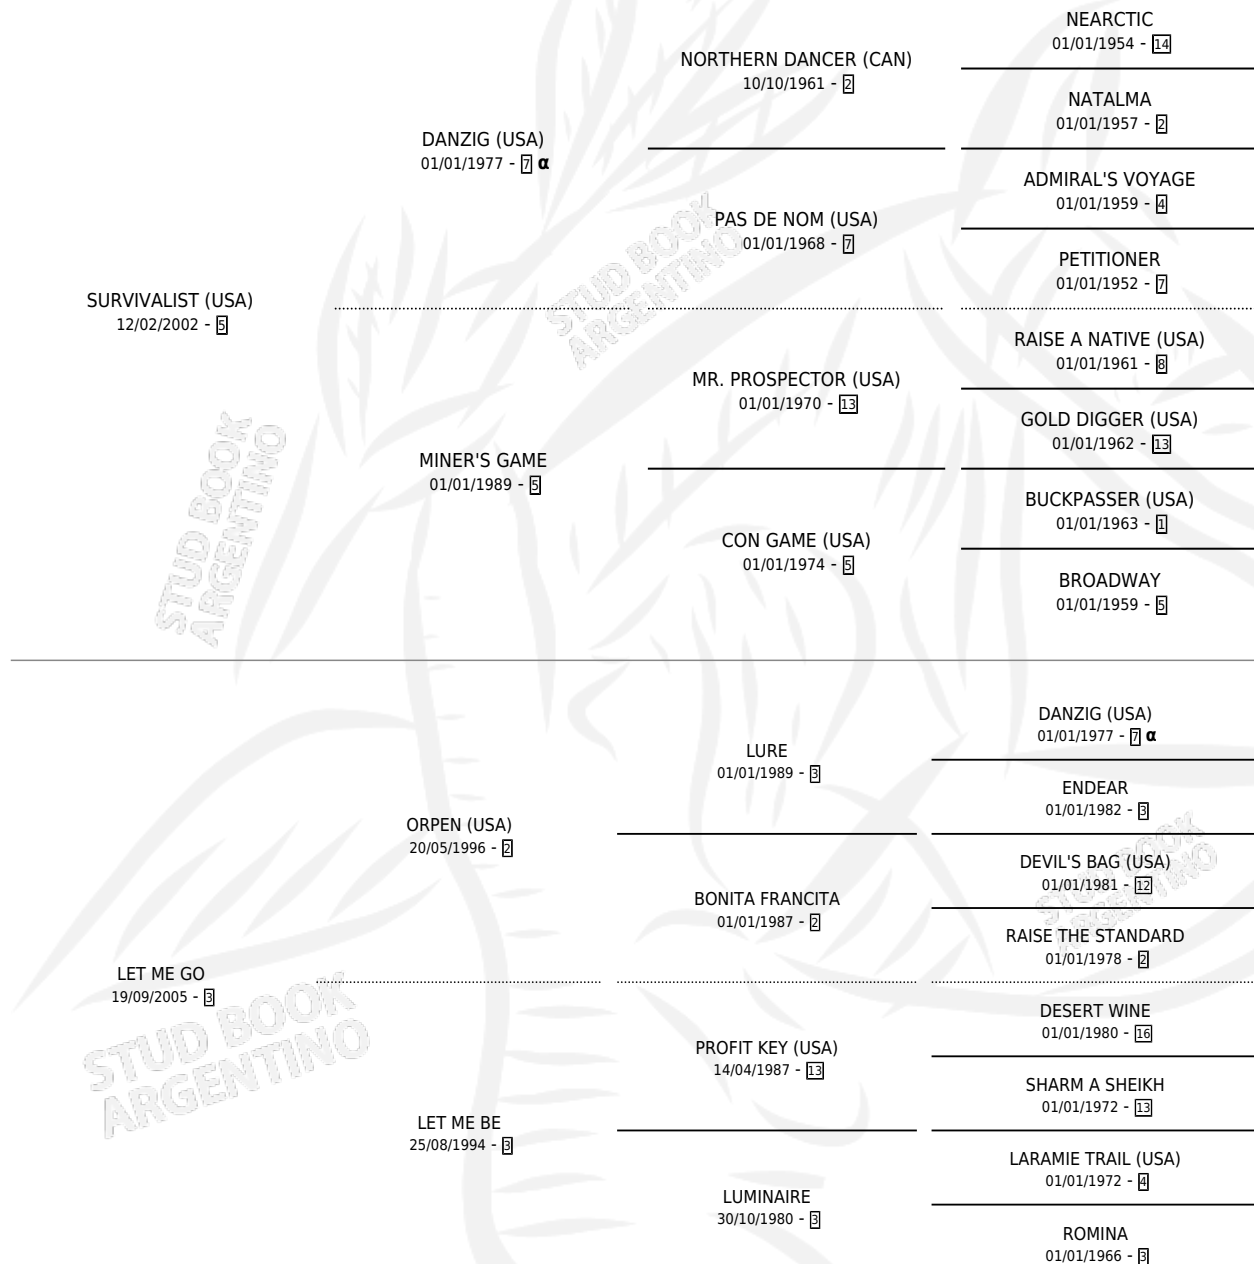 NEARCTIC
01/01/1954 - 14
NORTHERN DANCER (CAN)
10/10/1961 - 2
NATALMA
01/01/1957 - 2
DANZIG (USA)
01/01/1977 - 7 α
ADMIRAL'S VOYAGE
01/01/1959 - 4
PAS DE NOM (USA)
01/01/1968 - 7
PETITIONER
01/01/1952 - 7
STUD BOOK
ARGENTINO
SURVIVALIST (USA)
12/02/2002 - 5
RAISE A NATIVE (USA)
01/01/1961 - 8
MR. PROSPECTOR (USA)
01/01/1970 - 13
GOLD DIGGER (USA)
01/01/1962 - 13
MINER'S GAME
01/01/1989 - 5
BUCKPASSER (USA)
01/01/1963 - 1
CON GAME (USA)
01/01/1974 - 5
BROADWAY
01/01/1959 - 5
STUD BOOK
ARGENTINO
DANZIG (USA)
01/01/1977 - 7 α
LURE
01/01/1989 - 3
ENDEAR
01/01/1982 - 3
ORPEN (USA)
20/05/1996 - 2
DEVIL'S BAG (USA)
01/01/1981 - 12
BONITA FRANCITA
01/01/1987 - 2
RAISE THE STANDARD
01/01/1978 - 2
STUD BOOK
ARGENTINO
LET ME GO
19/09/2005 - 3
DESERT WINE
01/01/1980 - 16
PROFIT KEY (USA)
14/04/1987 - 13
SHARM A SHEIKH
01/01/1972 - 13
LET ME BE
25/08/1994 - 3
LARAMIE TRAIL (USA)
01/01/1972 - 4
LUMINAIRE
30/10/1980 - 3
ROMINA
01/01/1966 - 3
STUD BOOK
ARGENTINO